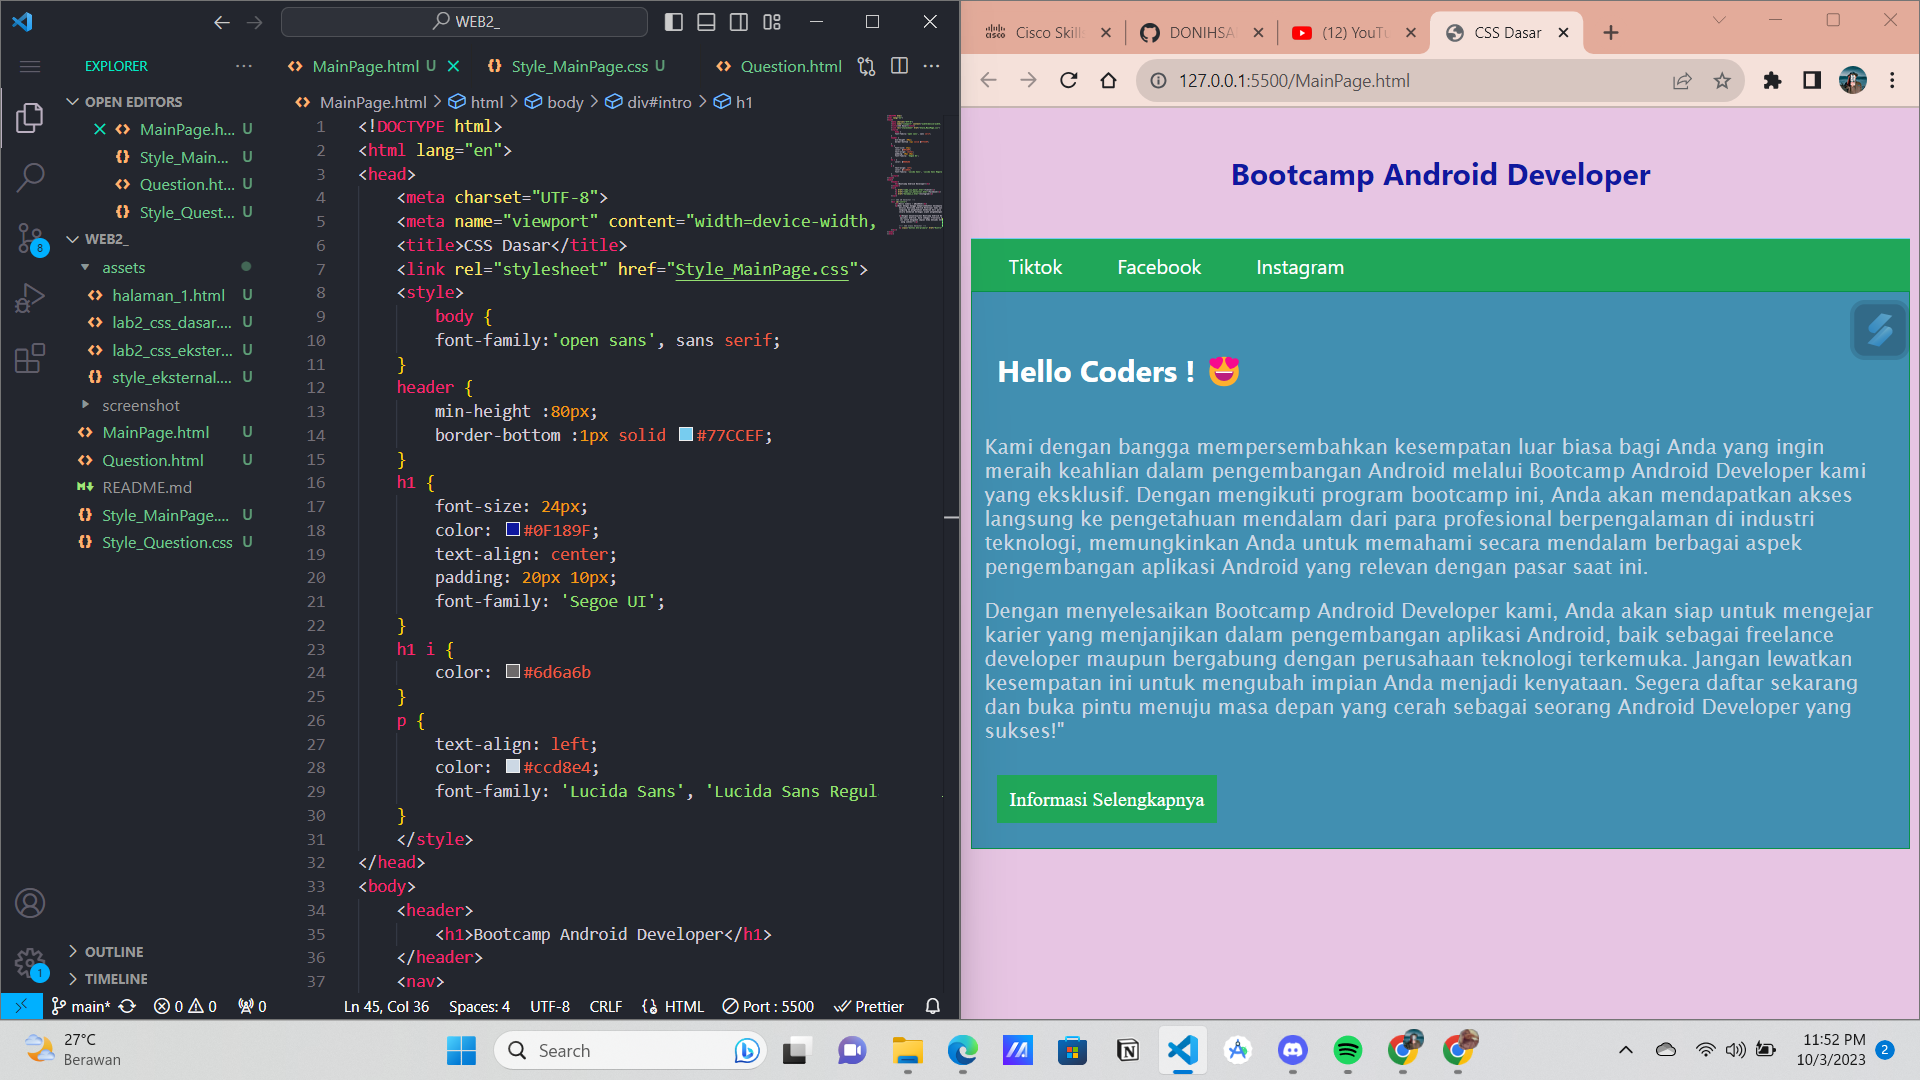 WEB2_
EXPLORER
MainPage.html U
Style_MainPage.css U
Question.html
MainPage.html > html > body > div#intro > h1
OPEN EDITORS
MainPage.h... U
Style_Main... U
Question.ht... U
Style_Quest... U
WEB2_
assets
halaman_1.html U
lab2_css_dasar.... U
lab2_css_ekster... U
style_eksternal.... U
screenshot
MainPage.html U
Question.html U
README.md
Style_MainPage.... U
Style_Question.css U
OUTLINE
TIMELINE
8
1
1 <!DOCTYPE html>
2 <html lang="en">
3 <head>
4 <meta charset="UTF-8">
5 <meta name="viewport" content="width=device-width,
6 <title>CSS Dasar</title>
7 <link rel="stylesheet" href="Style_MainPage.css">
8 <style>
9 body {
10 font-family:'open sans', sans serif;
11 }
12 header {
13 min-height :80px;
14 border-bottom :1px solid #77CCEF;
15 }
16 h1 {
17 font-size: 24px;
18 color: #0F189F;
19 text-align: center;
20 padding: 20px 10px;
21 font-family: 'Segoe UI';
22 }
23 h1 i {
24 color: #6d6a6b
25 }
26 p {
27 text-align: left;
28 color: #ccd8e4;
29 font-family: 'Lucida Sans', 'Lucida Sans Regul
30 }
31 </style>
32 </head>
33 <body>
34 <header>
35 <h1>Bootcamp Android Developer</h1>
36 </header>
37 <nav>
main* 0 0 0 Ln 45, Col 36 Spaces: 4 UTF-8 CRLF HTML Port : 5500 Prettier
Cisco Skill
DONIHSA
(12) YouTu
CSS Dasar
127.0.0.1:5500/MainPage.html
Bootcamp Android Developer
Tiktok Facebook Instagram
Hello Coders ! 😍
Kami dengan bangga mempersembahkan kesempatan luar biasa bagi Anda yang ingin
meraih keahlian dalam pengembangan Android melalui Bootcamp Android Developer kami
yang eksklusif. Dengan mengikuti program bootcamp ini, Anda akan mendapatkan akses
langsung ke pengetahuan mendalam dari para profesional berpengalaman di industri
teknologi, memungkinkan Anda untuk memahami secara mendalam berbagai aspek
pengembangan aplikasi Android yang relevan dengan pasar saat ini.
Dengan menyelesaikan Bootcamp Android Developer kami, Anda akan siap untuk mengejar
karier yang menjanjikan dalam pengembangan aplikasi Android, baik sebagai freelance
developer maupun bergabung dengan perusahaan teknologi terkemuka. Jangan lewatkan
kesempatan ini untuk mengubah impian Anda menjadi kenyataan. Segera daftar sekarang
dan buka pintu menuju masa depan yang cerah sebagai seorang Android Developer yang
sukses!"
Informasi Selengkapnya
27°C
Berawan
Search
11:52 PM
10/3/2023
2